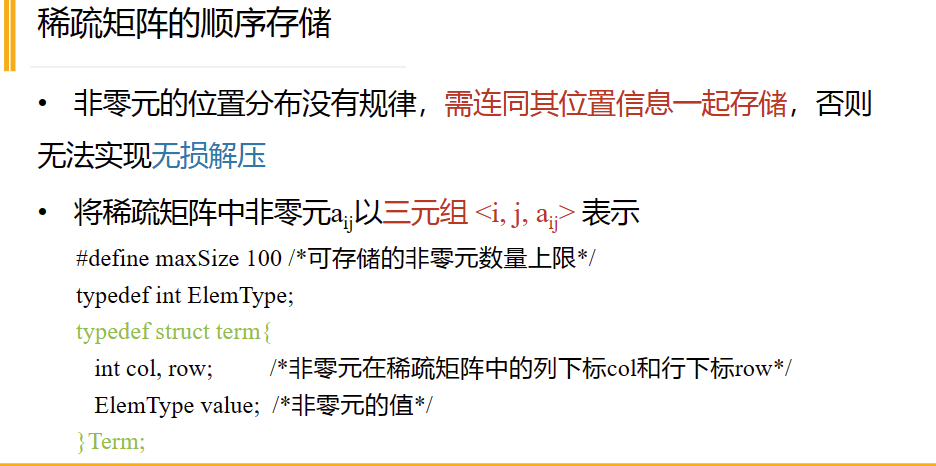 稀疏矩阵的顺序存储
• 非零元的位置分布没有规律，需连同其位置信息一起存储，否则
无法实现无损解压
• 将稀疏矩阵中非零元aij以三元组 <i, j, aij> 表示
#define maxSize 100 /*可存储的非零元数量上限*/
typedef int ElemType;
typedef struct term{
int col, row; /*非零元在稀疏矩阵中的列下标col和行下标row*/
ElemType value; /*非零元的值*/
}Term;